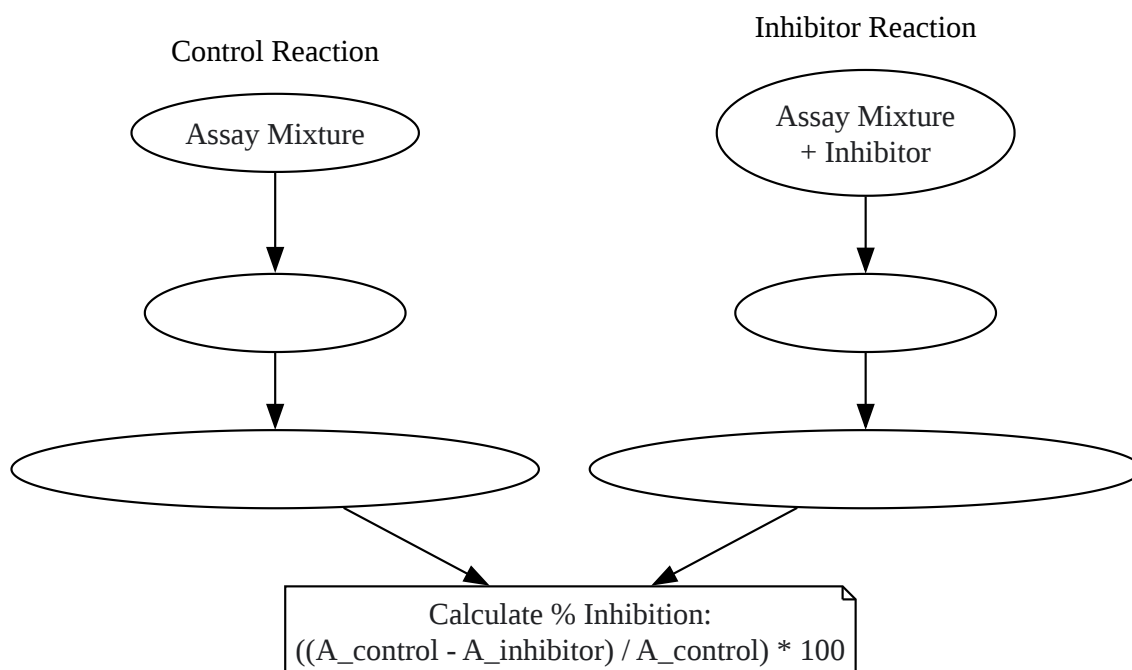 Control Reaction
Inhibitor Reaction
Assay Mixture
Assay Mixture
+ Inhibitor
Calculate % Inhibition:
((A_control - A_inhibitor) / A_control) * 100